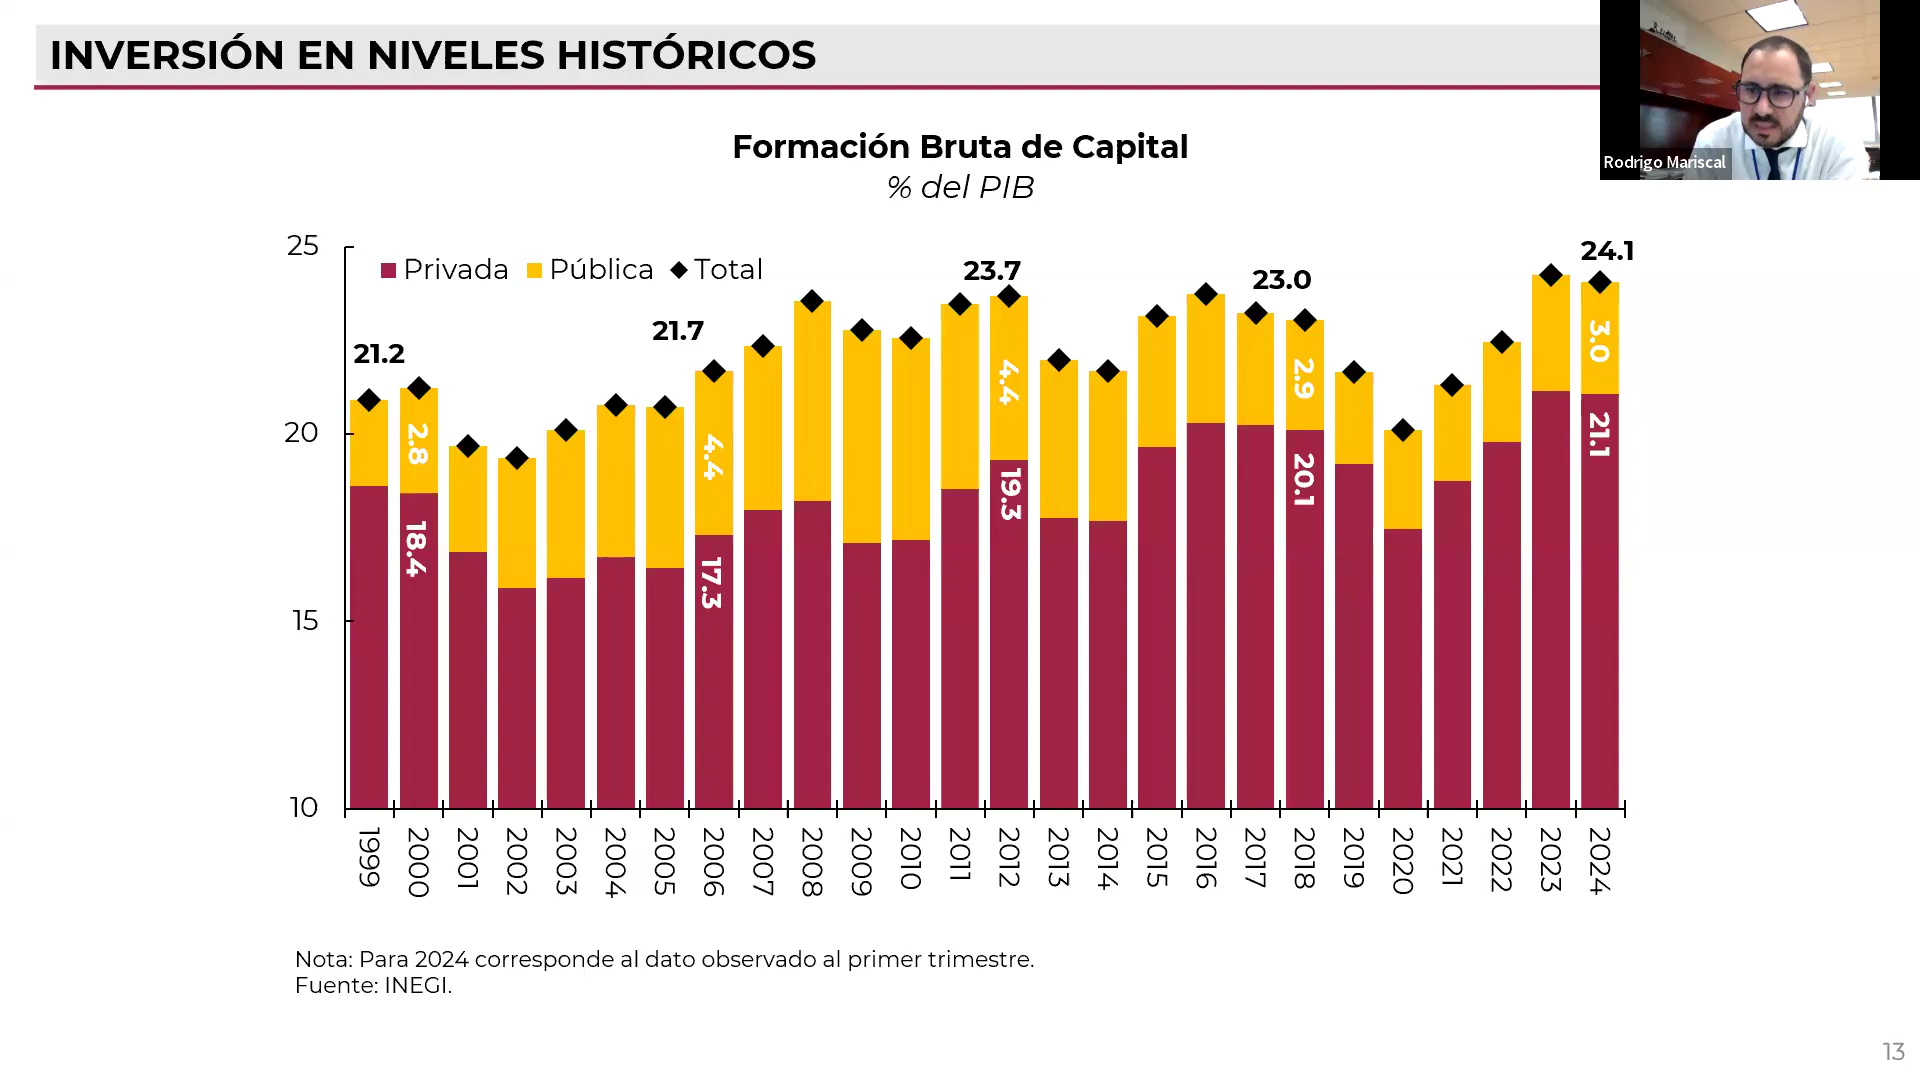 INVERSIÓN EN NIVELES HISTÓRICOS
Rodrigo Mariscal
Formación Bruta de Capital
% del PIB
Privada Pública Total
25
20
15
10
21.2
21.7
23.7
23.0
24.1
2.8
4.4
4.4
2.9
3.0
18.4
17.3
19.3
20.1
21.1
1999 2000 2001 2002 2003 2004 2005 2006 2007 2008 2009 2010 2011 2012 2013 2014 2015 2016 2017 2018 2019 2020 2021 2022 2023 2024
Nota: Para 2024 corresponde al dato observado al primer trimestre.
Fuente: INEGI.
13